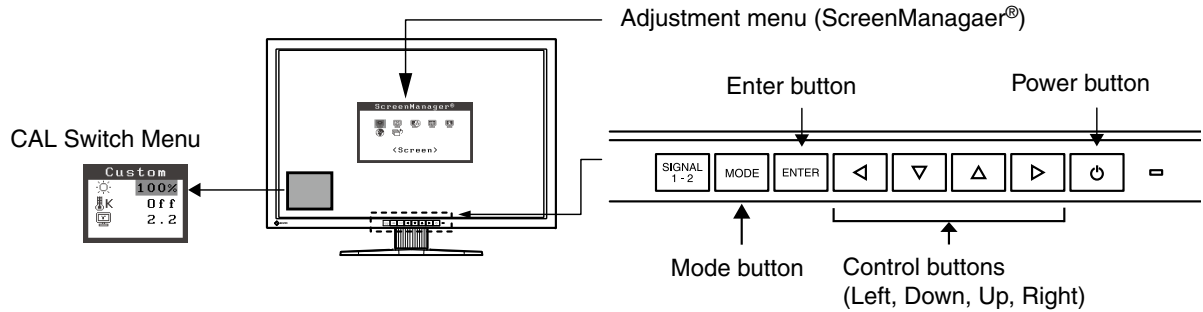 Adjustment menu (ScreenManagaer®)
Enter button
Power button
CAL Switch Menu
ScreenManager®
<Screen>
Custom
100%
K Off
2.2
SIGNAL
1 - 2
MODE
ENTER
Mode button
Control buttons
(Left, Down, Up, Right)